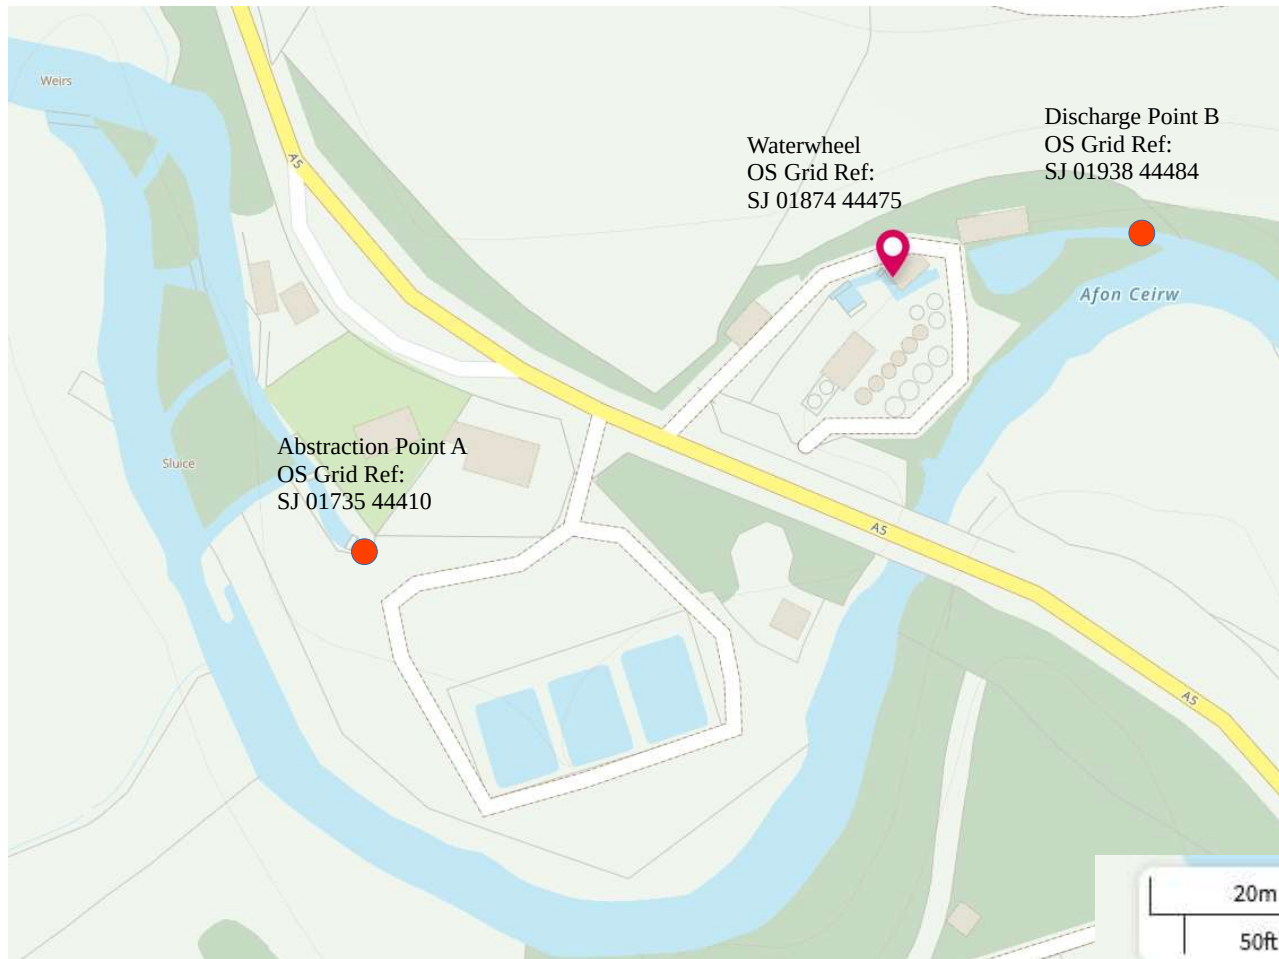 Weirs
A5
Waterwheel
OS Grid Ref:
SJ 01874 44475
Discharge Point B
OS Grid Ref:
SJ 01938 44484
Afon Ceirw
Abstraction Point A
OS Grid Ref:
SJ 01735 44410
Sluice
A5
A5
20m
50ft